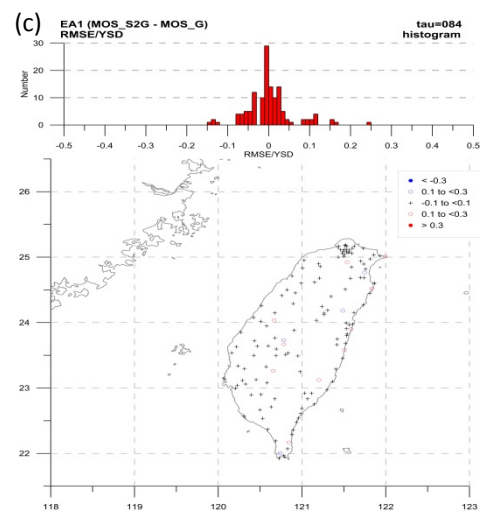 (c)
EA1 (MOS_S2G - MOS_G) tau=084
RMSE/YSD histogram
30
20
10
0
Number
-0.5 -0.4 -0.3 -0.2 -0.1 0 0.1 0.2 0.3 0.4 0.5
RMSE/YSD
< -0.3
0.1 to <0.3
-0.1 to <0.1
0.1 to <0.3
> 0.3
26
25
24
23
22
118 119 120 121 122 123